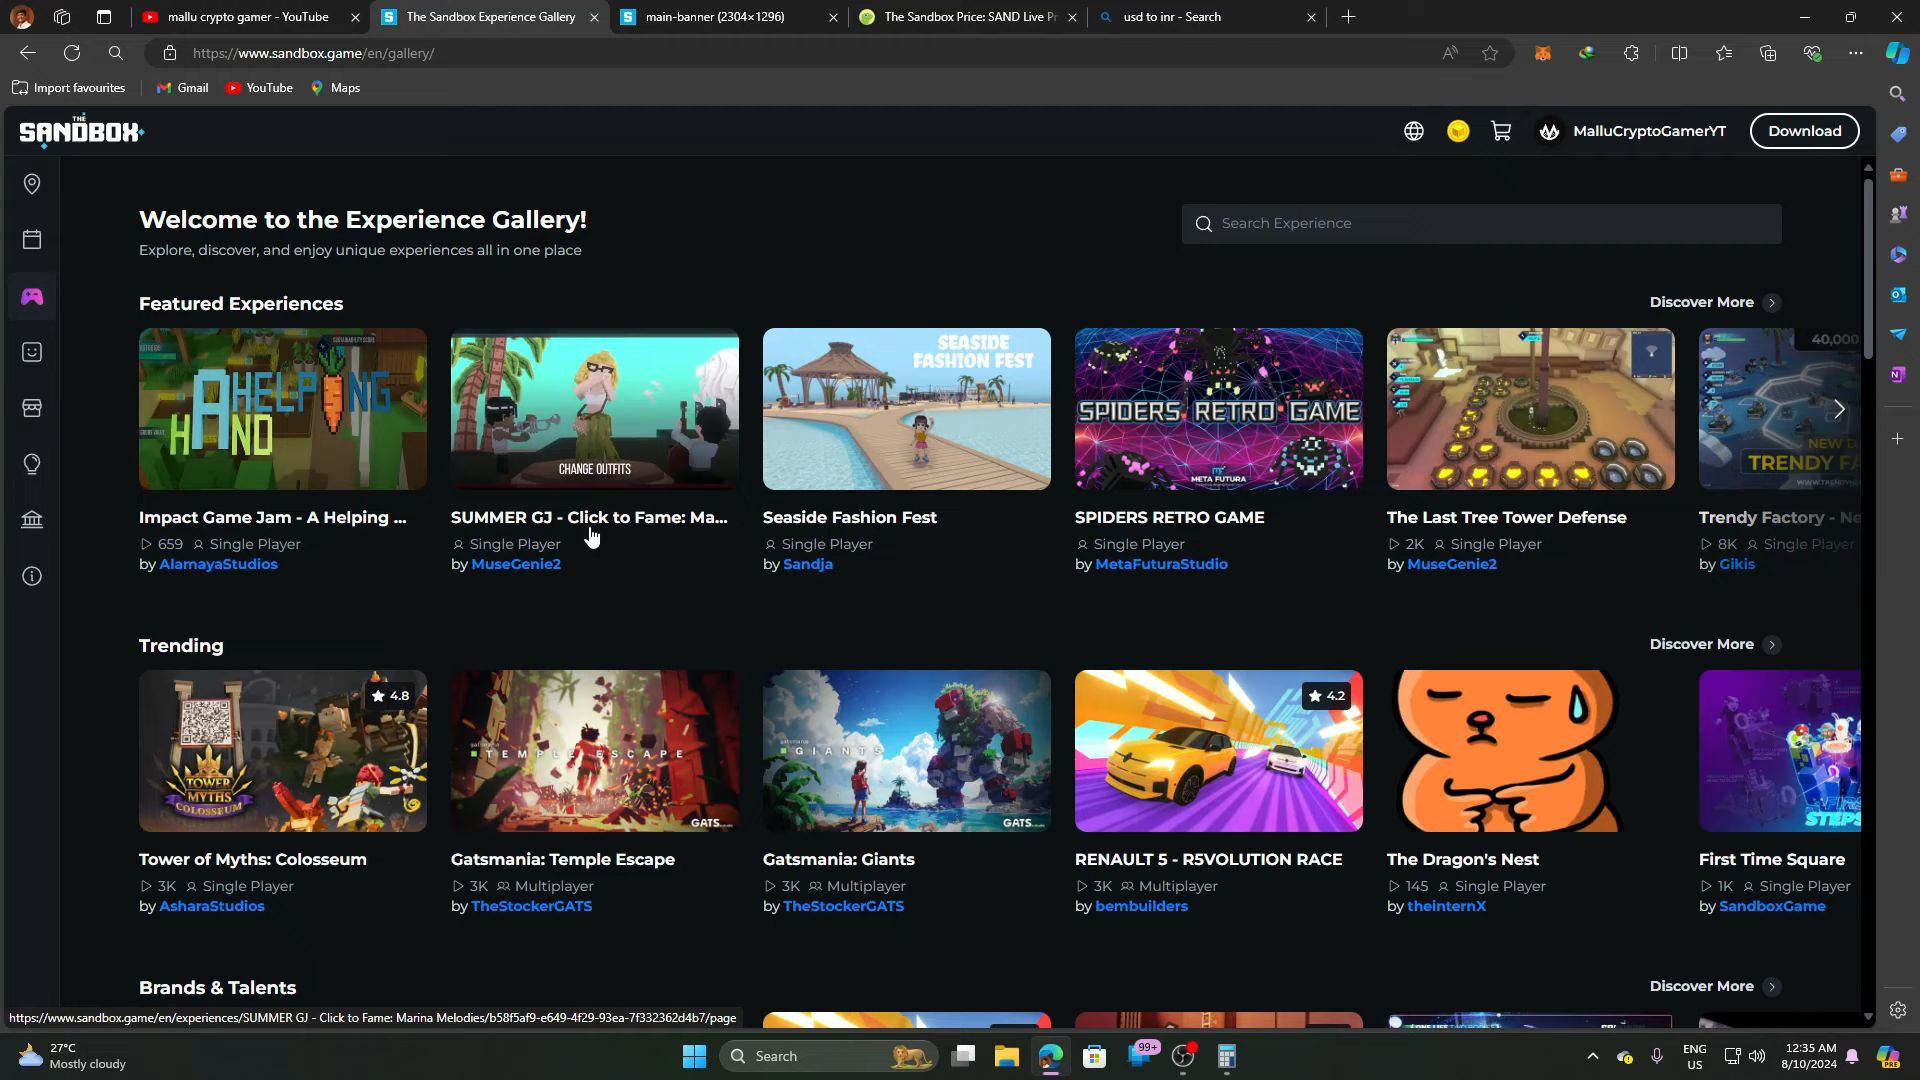 mallu crypto gamer - YouTube
The Sandbox Experience Gallery
main-banner (2304×1296)
The Sandbox Price: SAND Live Pr
usd to inr - Search
https://www.sandbox.game/en/gallery/
Import favourites
Gmail
YouTube
Maps
THE
SANDBOX
MalluCryptoGamerYT
Download
Welcome to the Experience Gallery!
Explore, discover, and enjoy unique experiences all in one place
Search Experience
Featured Experiences
Discover More
A HELPING
HAND
CHANGE OUTFITS
SEASIDE
FASHION FEST
SPIDERS RETRO GAME
META FUTURA
40,000
NEW D
TRENDY FA
Impact Game Jam - A Helping ...
659 Single Player
by AlamayaStudios
SUMMER GJ - Click to Fame: Ma...
Single Player
by MuseGenie2
Seaside Fashion Fest
Single Player
by Sandja
SPIDERS RETRO GAME
Single Player
by MetaFuturaStudio
The Last Tree Tower Defense
2K Single Player
by MuseGenie2
Trendy Factory - Ne
8K Single Player
by Gikis
Trending
Discover More
4.8
TOWER
MYTHS
COLOSSEUM
TEMPLE ESCAPE
GATS
GIANTS
GATS
4.2
FIRST
STEPS
Tower of Myths: Colosseum
3K Single Player
by AsharaStudios
Gatsmania: Temple Escape
3K Multiplayer
by TheStockerGATS
Gatsmania: Giants
3K Multiplayer
by TheStockerGATS
RENAULT 5 - R5VOLUTION RACE
3K Multiplayer
by bembuilders
The Dragon's Nest
145 Single Player
by theinternX
First Time Square
1K Single Player
by SandboxGame
Brands & Talents
Discover More
https://www.sandbox.game/en/experiences/SUMMER GJ - Click to Fame: Marina Melodies/b58f5af9-e649-4f29-93ea-7f332362d4b7/page
27°C
Mostly cloudy
Search
99+
ENG
US
12:35 AM
8/10/2024
PRE